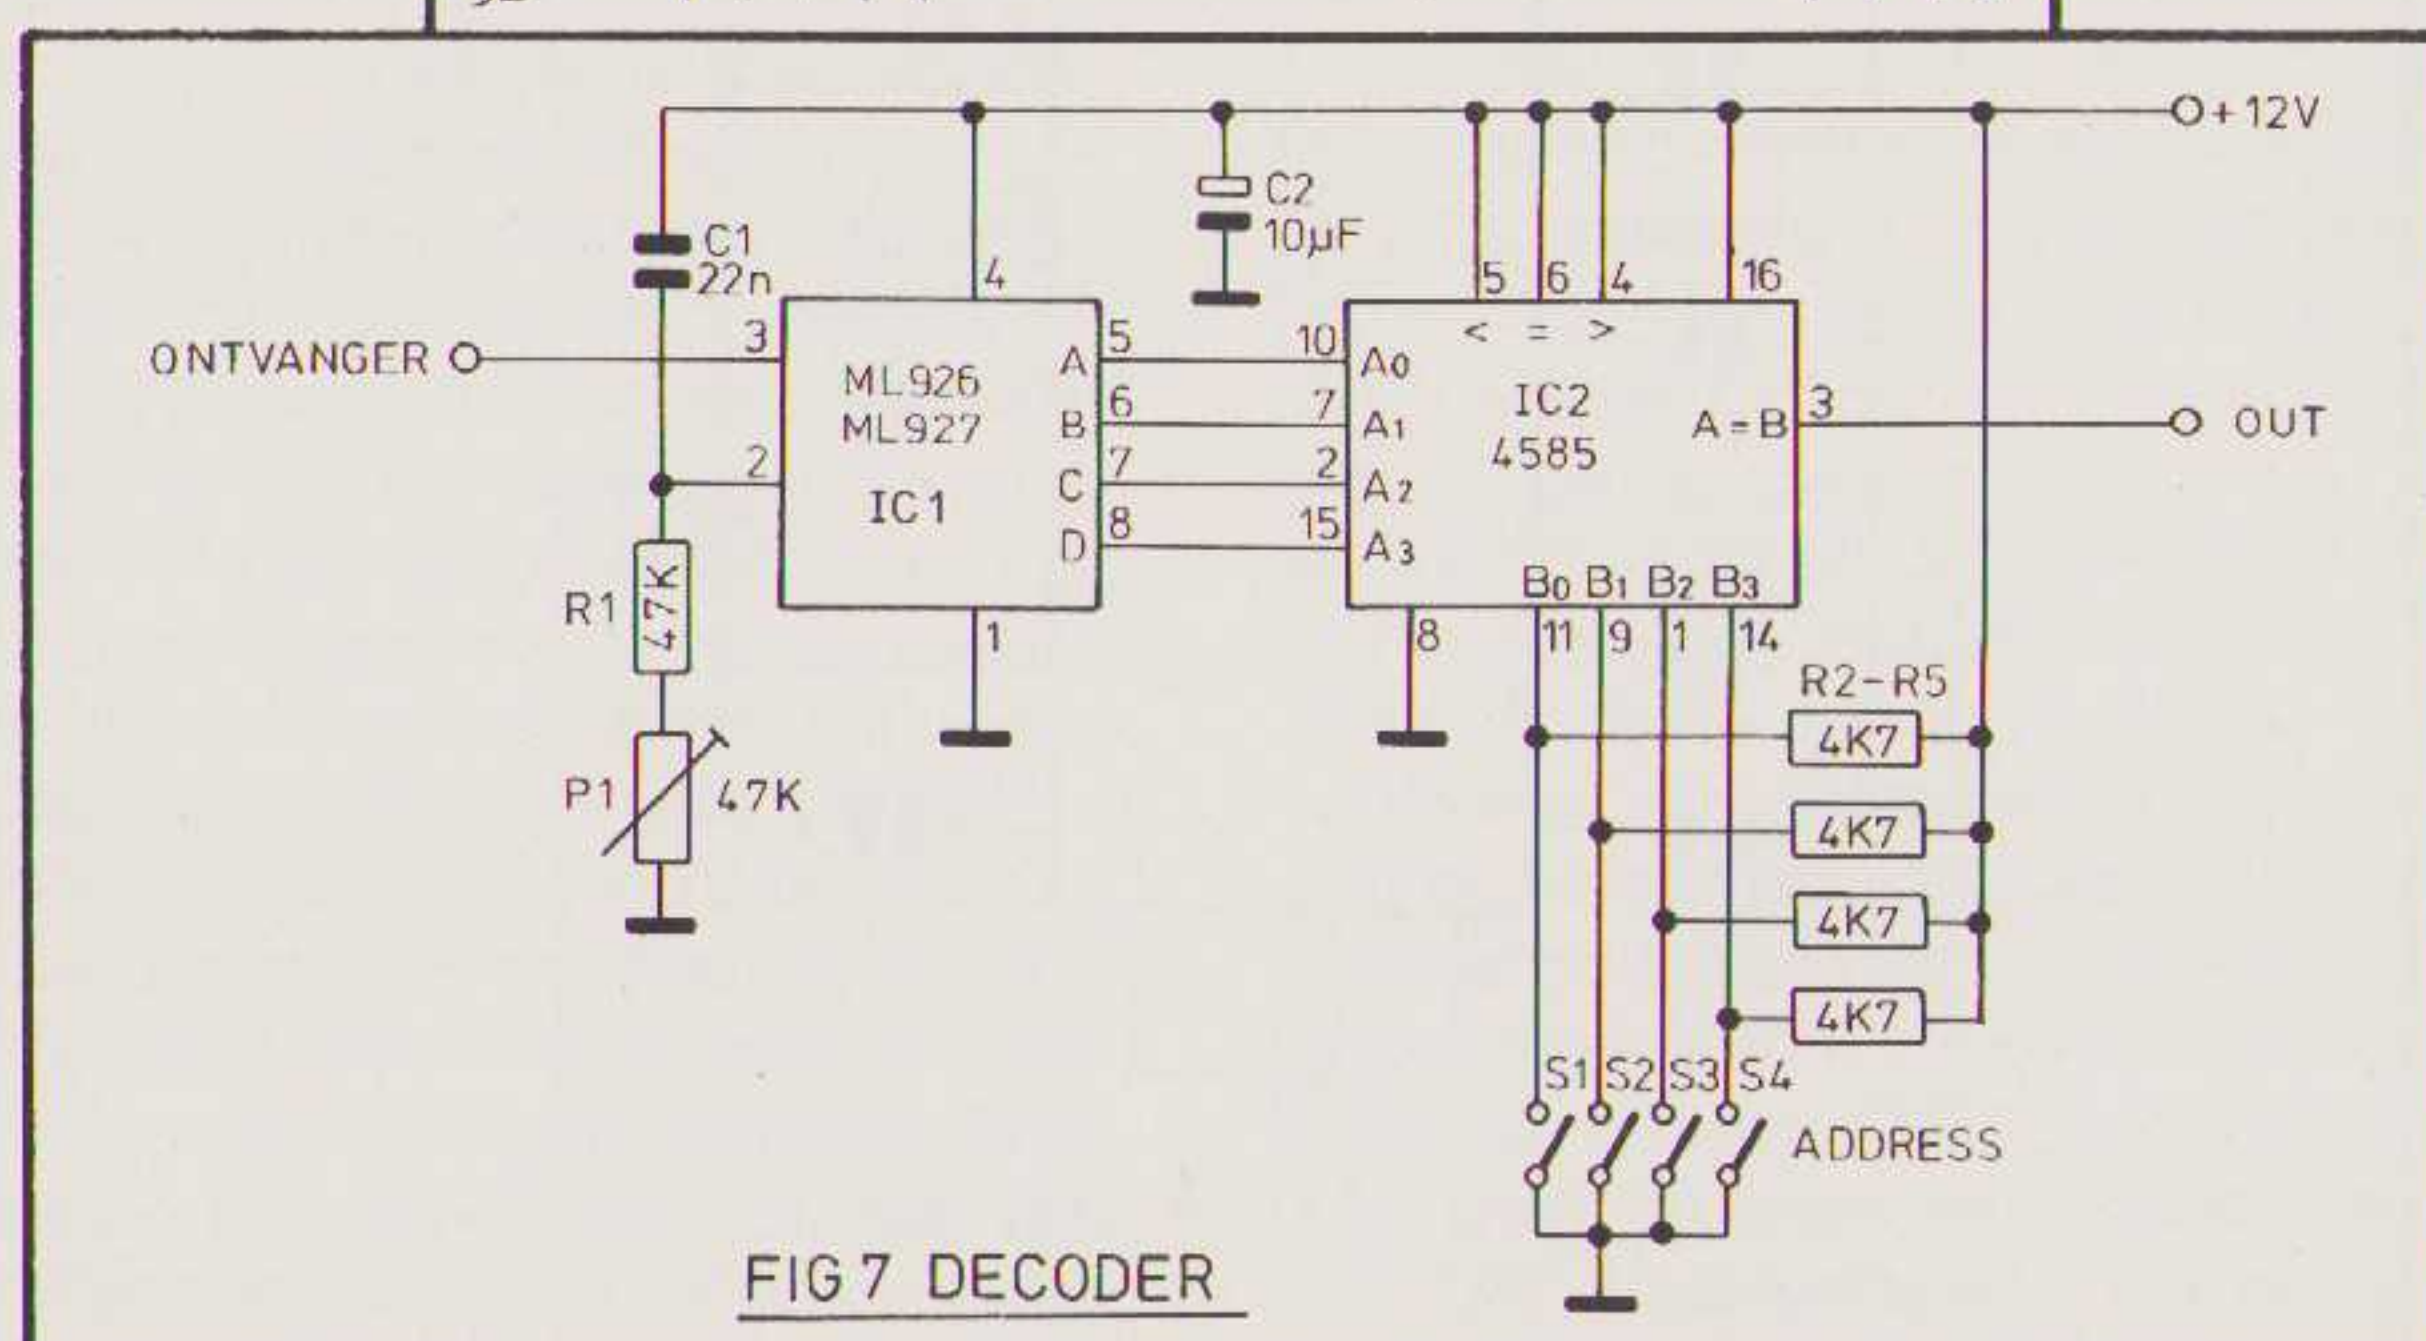 +12V
C1
22n
C2
10µF
4
5
6
4
16
ONTVANGER
3
2
ML926
ML927
IC1
A
B
C
D
5
6
7
8
1
10
7
2
15
A0
A1
A2
A3
< = >
IC2
4585
A=B
3
OUT
B0 B1 B2 B3
8
11
9
1
14
R1
47K
P1
47K
R2-R5
4K7
4K7
4K7
4K7
S1 S2 S3 S4
ADDRESS
FIG 7 DECODER